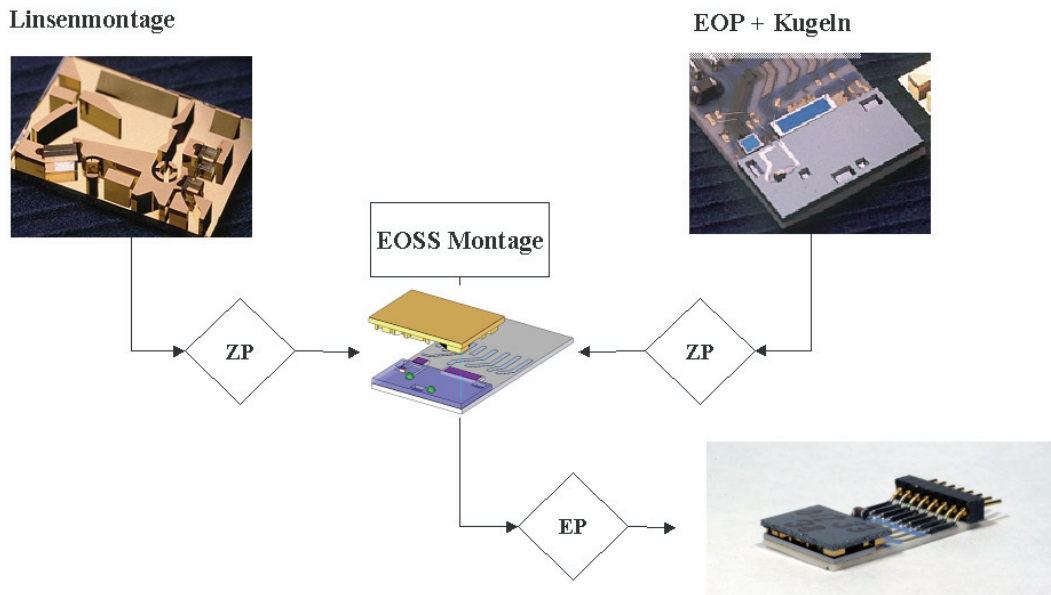 Linsenmontage
EOP + Kugeln
EOSS Montage
ZP
ZP
EP